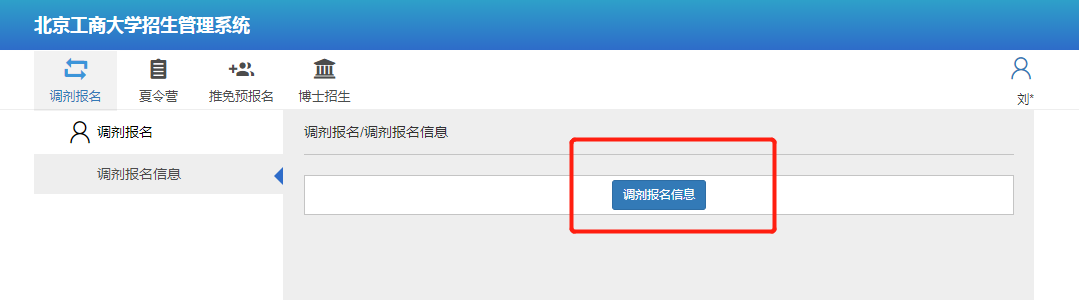 北京工商大学招生管理系统
调剂报名 夏令营 推免预报名 博士招生 刘*
调剂报名
调剂报名/调剂报名信息
调剂报名信息
调剂报名信息